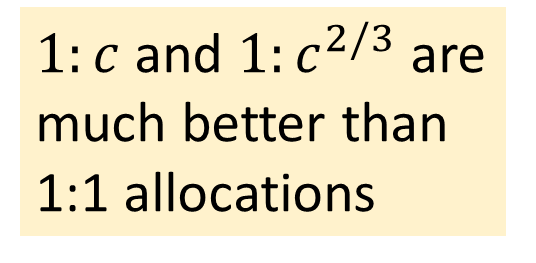 1: c and 1: c^{2/3} are
much better than
1:1 allocations